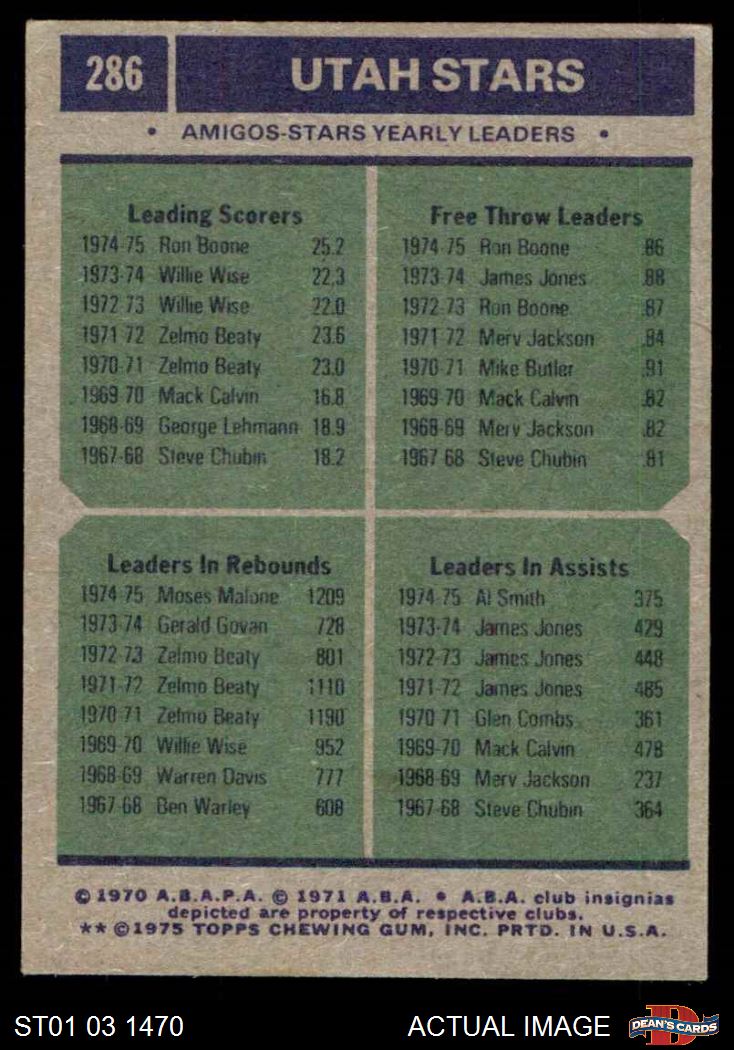 286
UTAH STARS
• AMIGOS-STARS YEARLY LEADERS •
Leading Scorers
1974-75 Ron Boone 25.2
1973-74 Willie Wise 22.3
1972-73 Willie Wise 22.0
1971-72 Zelmo Beaty 23.6
1970-71 Zelmo Beaty 23.0
1969-70 Mack Calvin 16.8
1968-69 George Lehmann 18.9
1967-68 Steve Chubin 18.2
Free Throw Leaders
1974-75 Ron Boone .86
1973-74 James Jones .88
1972-73 Ron Boone .87
1971-72 Merv Jackson .84
1970-71 Mike Butler .91
1969-70 Mack Calvin .82
1968-69 Merv Jackson .82
1967-68 Steve Chubin .81
Leaders In Rebounds
1974-75 Moses Malone 1209
1973-74 Gerald Govan 728
1972-73 Zelmo Beaty 801
1971-72 Zelmo Beaty 1110
1970-71 Zelmo Beaty 1190
1969-70 Willie Wise 952
1968-69 Warren Davis 777
1967-68 Ben Warley 608
Leaders In Assists
1974-75 Al Smith 375
1973-74 James Jones 429
1972-73 James Jones 448
1971-72 James Jones 485
1970-71 Glen Combs 361
1969-70 Mack Calvin 478
1968-69 Merv Jackson 237
1967-68 Steve Chubin 364
© 1970 A.B.A.P.A. © 1971 A.B.A. • A.B.A. club insignias
depicted are property of respective clubs.
** ©1975 TOPPS CHEWING GUM, INC. PRTD. IN U.S.A.
ST01 03 1470
ACTUAL IMAGE
DEAN'S CARDS